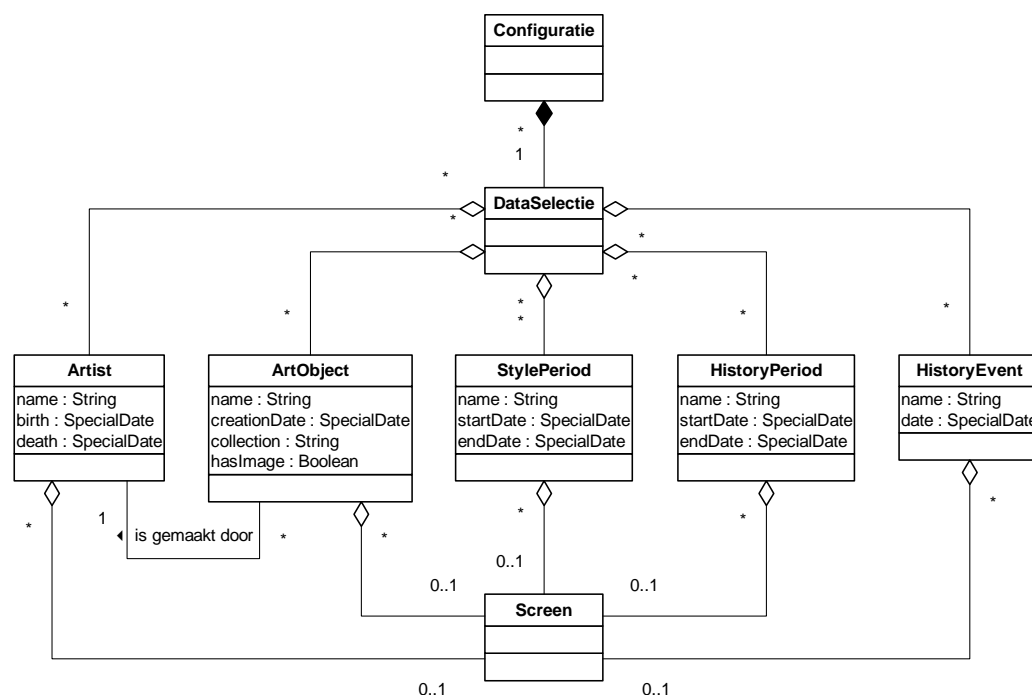 Configuratie
*
1
*
DataSelectie
*
*
*
*
*
*
*
*
*
*
Artist
name : String
birth : SpecialDate
death : SpecialDate
ArtObject
name : String
creationDate : SpecialDate
collection : String
hasImage : Boolean
StylePeriod
name : String
startDate : SpecialDate
endDate : SpecialDate
HistoryPeriod
name : String
startDate : SpecialDate
endDate : SpecialDate
HistoryEvent
name : String
date : SpecialDate
*
*
*
*
*
1
is gemaakt door
*
0..1
0..1
0..1
Screen
0..1
0..1